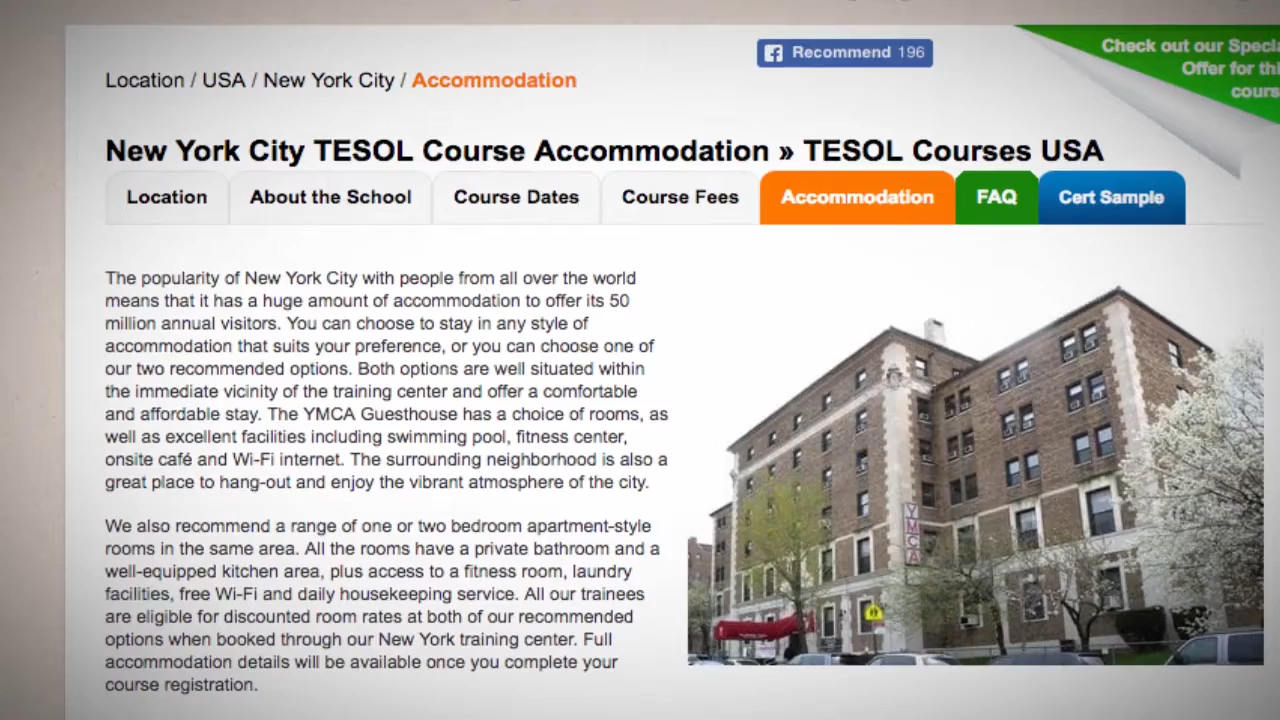 Recommend 196
Check out our
Offer for
Location / USA / New York City / Accommodation
New York City TESOL Course Accommodation » TESOL Courses USA
Location About the School Course Dates Course Fees Accommodation FAQ Cert Sample
The popularity of New York City with people from all over the world
means that it has a huge amount of accommodation to offer its 50
million annual visitors. You can choose to stay in any style of
accommodation that suits your preference, or you can choose one of
our two recommended options. Both options are well situated within
the immediate vicinity of the training center and offer a comfortable
and affordable stay. The YMCA Guesthouse has a choice of rooms, as
well as excellent facilities including swimming pool, fitness center,
onsite café and Wi-Fi internet. The surrounding neighborhood is also a
great place to hang-out and enjoy the vibrant atmosphere of the city.
We also recommend a range of one or two bedroom apartment-style
rooms in the same area. All the rooms have a private bathroom and a
well-equipped kitchen area, plus access to a fitness room, laundry
facilities, free Wi-Fi and daily housekeeping service. All our trainees
are eligible for discounted room rates at both of our recommended
options when booked through our New York training center. Full
accommodation details will be available once you complete your
course registration.
YMCA